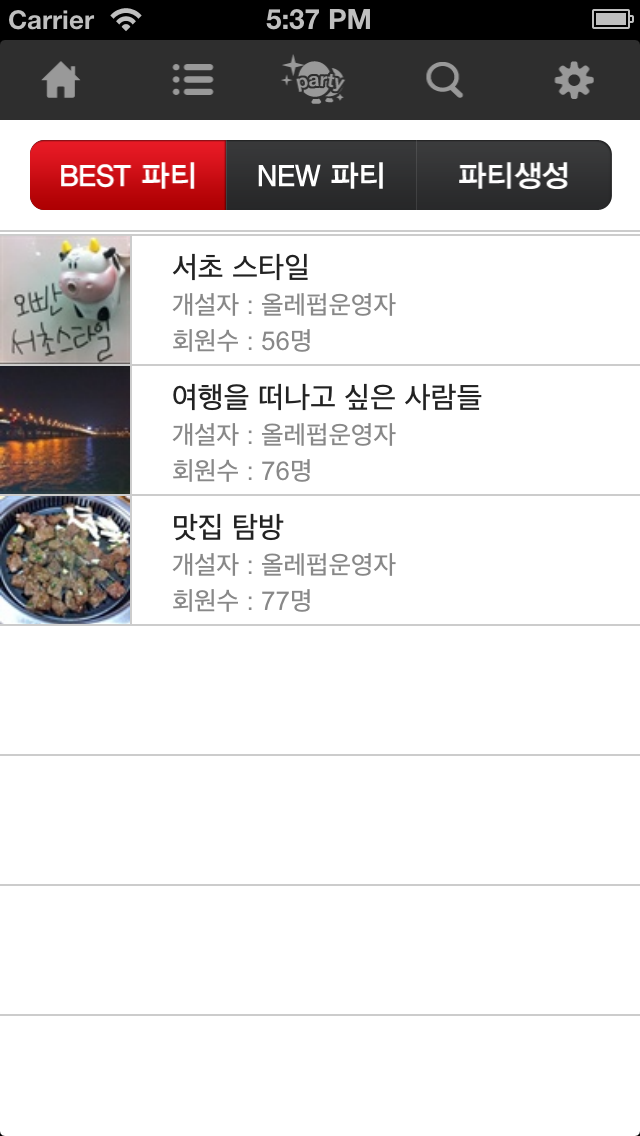 Carrier 5:37 PM
party
BEST 파티 NEW 파티 파티생성
오빤
서초스타일
서초 스타일
개설자 : 올레펍운영자
회원수 : 56명
여행을 떠나고 싶은 사람들
개설자 : 올레펍운영자
회원수 : 76명
맛집 탐방
개설자 : 올레펍운영자
회원수 : 77명